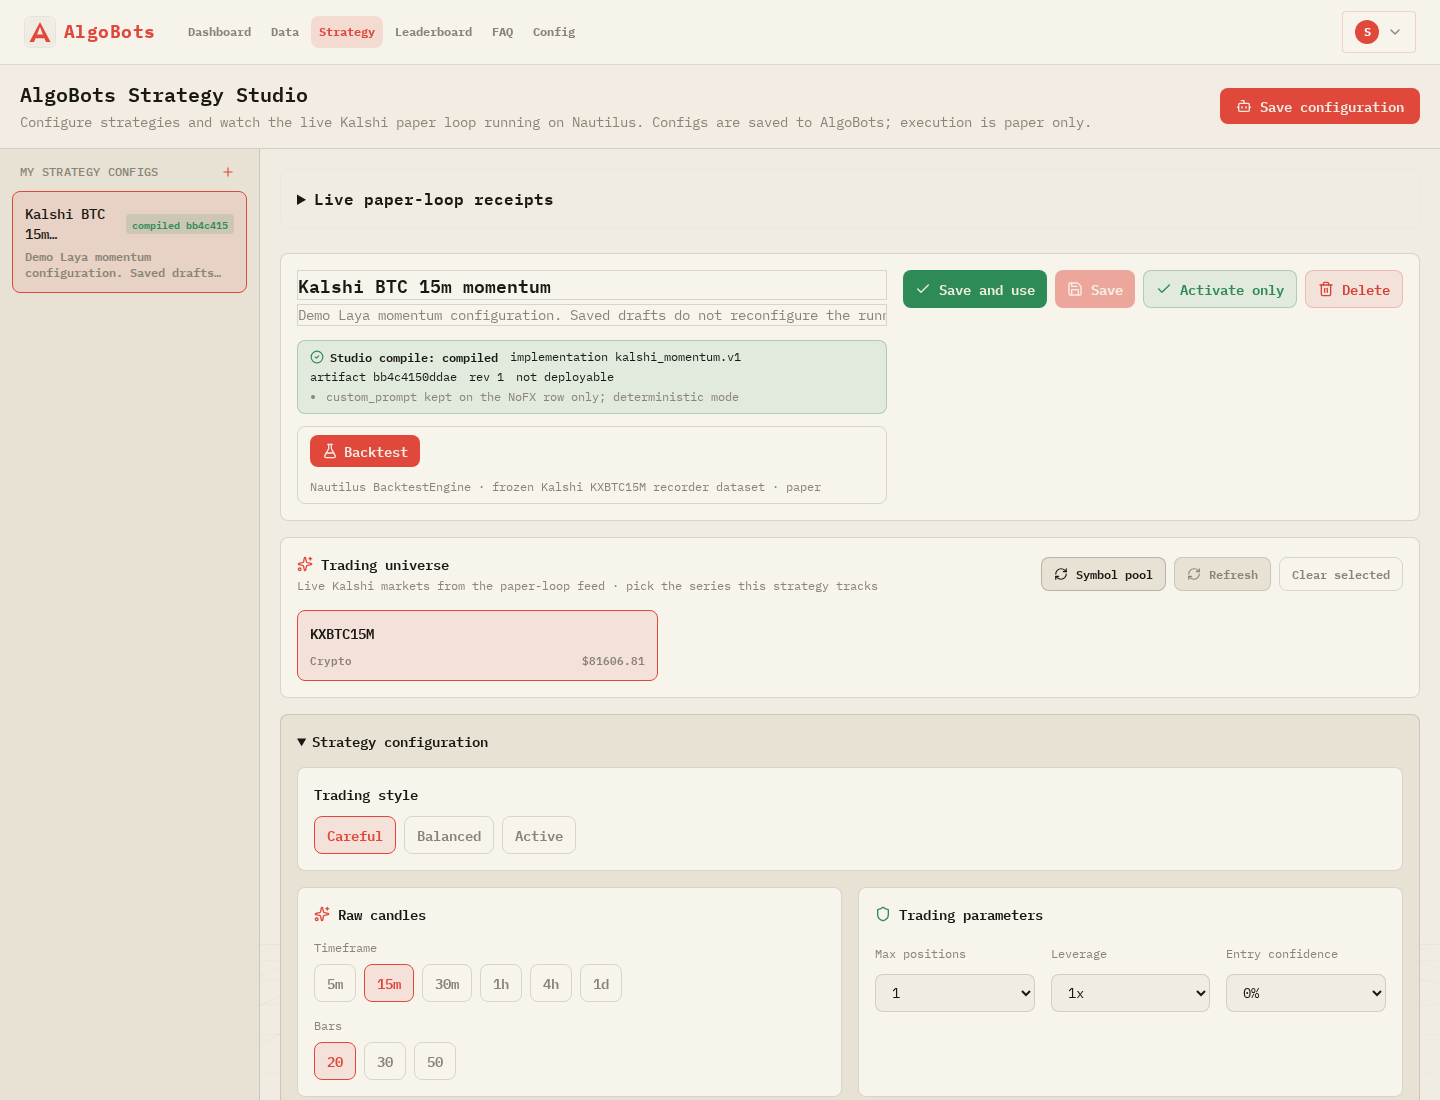 AlgoBots
Dashboard Data Strategy Leaderboard FAQ Config
S
AlgoBots Strategy Studio
Configure strategies and watch the live Kalshi paper loop running on Nautilus. Configs are saved to AlgoBots; execution is paper only.
Save configuration
MY STRATEGY CONFIGS +
Kalshi BTC
15m…
compiled bb4c415
Demo Laya momentum
configuration. Saved drafts…
Live paper-loop receipts
Kalshi BTC 15m momentum
Save and use Save Activate only Delete
Demo Laya momentum configuration. Saved drafts do not reconfigure the runn
Studio compile: compiled implementation kalshi_momentum.v1
artifact bb4c4150ddae rev 1 not deployable
• custom_prompt kept on the NoFX row only; deterministic mode
Backtest
Nautilus BacktestEngine · frozen Kalshi KXBTC15M recorder dataset · paper
Trading universe
Live Kalshi markets from the paper-loop feed · pick the series this strategy tracks
Symbol pool Refresh Clear selected
KXBTC15M
Crypto $81606.81
Strategy configuration
Trading style
Careful Balanced Active
Raw candles
Timeframe
5m 15m 30m 1h 4h 1d
Bars
20 30 50
Trading parameters
Max positions Leverage Entry confidence
1 1x 0%